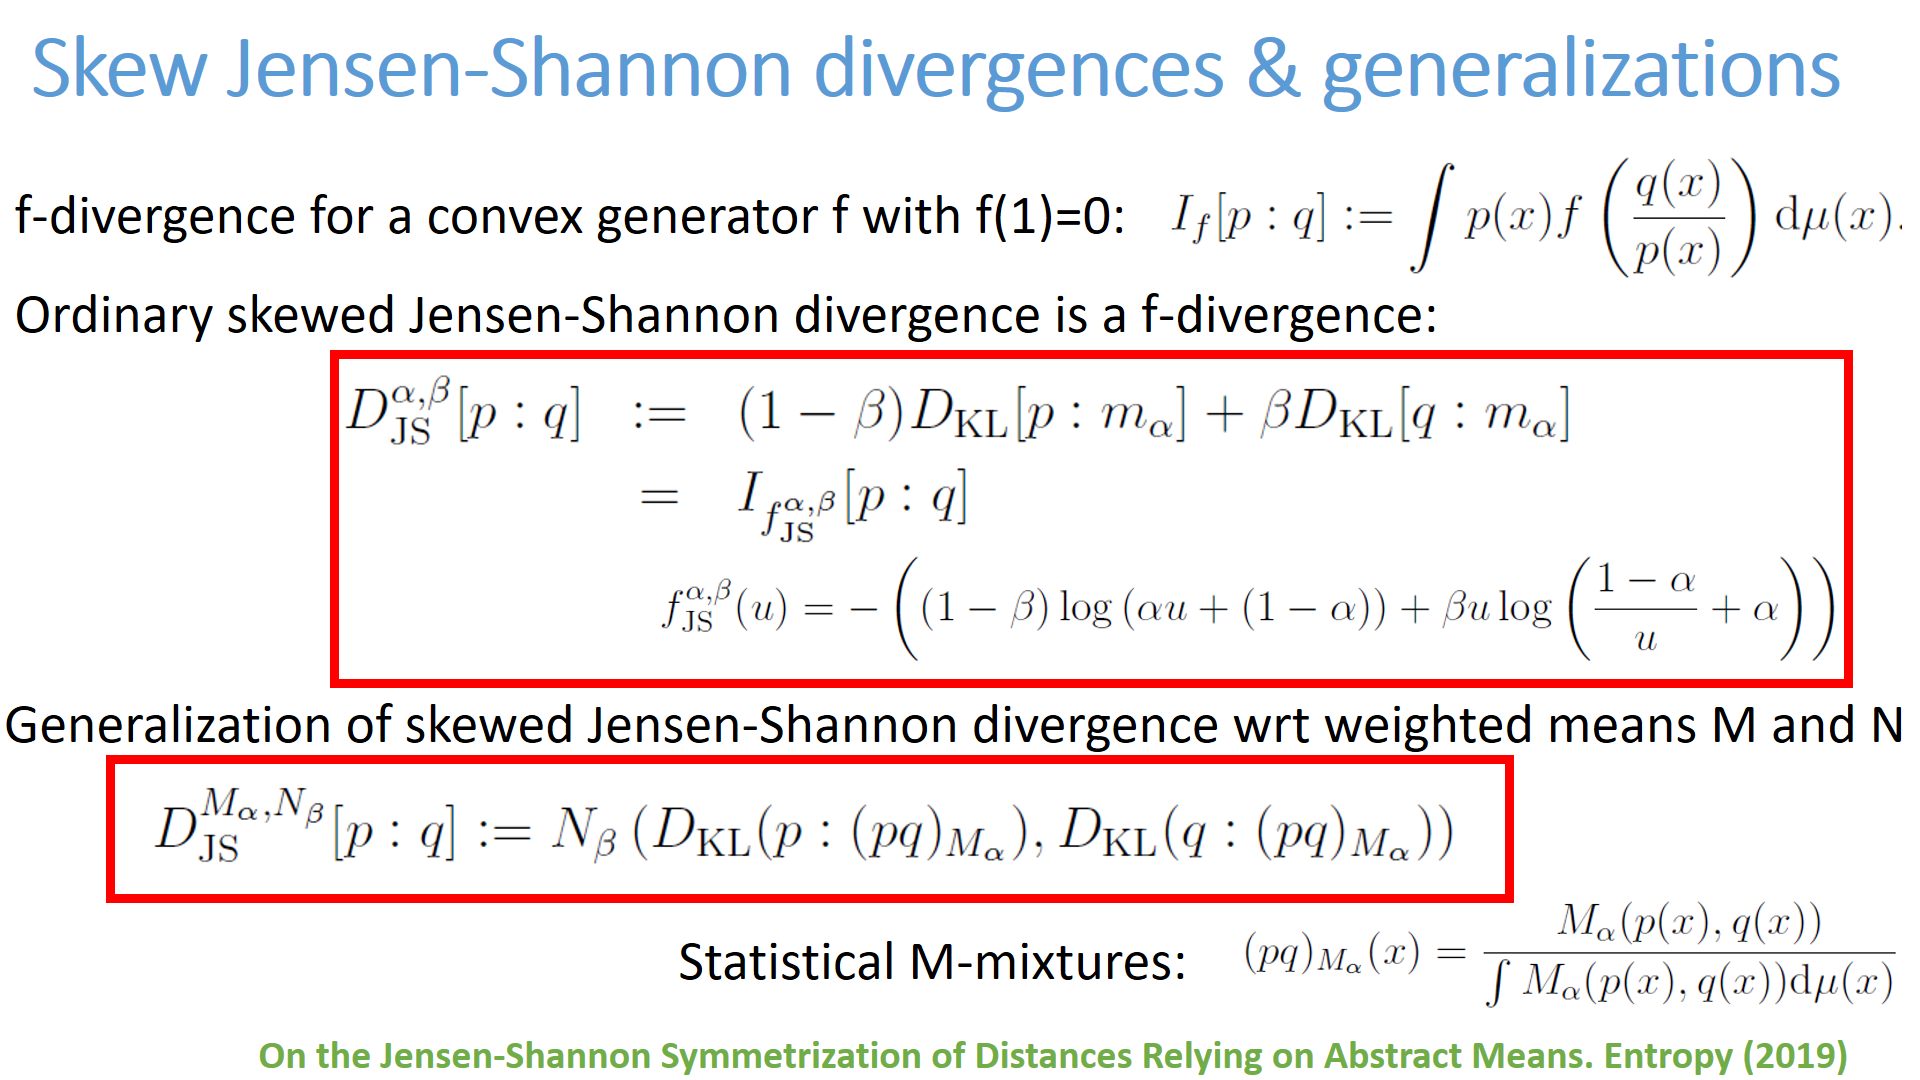 Skew Jensen-Shannon divergences & generalizations
f-divergence for a convex generator f with f(1)=0: $I_f[p : q] := \int p(x) f\left(\frac{q(x)}{p(x)}\right) \mathrm{d}\mu(x).$
Ordinary skewed Jensen-Shannon divergence is a f-divergence:
$D_{\mathrm{JS}}^{\alpha,\beta}[p : q] := (1 - \beta) D_{\mathrm{KL}}[p : m_\alpha] + \beta D_{\mathrm{KL}}[q : m_\alpha]$
$= I_{f_{\mathrm{JS}}^{\alpha,\beta}}[p : q]$
$f_{\mathrm{JS}}^{\alpha,\beta}(u) = -\left((1 - \beta) \log(\alpha u + (1 - \alpha)) + \beta u \log\left(\frac{1 - \alpha}{u} + \alpha\right)\right)$
Generalization of skewed Jensen-Shannon divergence wrt weighted means M and N
$D_{\mathrm{JS}}^{M_\alpha,N_\beta}[p : q] := N_\beta\left(D_{\mathrm{KL}}(p : (pq)_{M_\alpha}), D_{\mathrm{KL}}(q : (pq)_{M_\alpha})\right)$
Statistical M-mixtures: $(pq)_{M_\alpha}(x) = \frac{M_\alpha(p(x), q(x))}{\int M_\alpha(p(x), q(x)) \mathrm{d}\mu(x)}$
On the Jensen-Shannon Symmetrization of Distances Relying on Abstract Means. Entropy (2019)